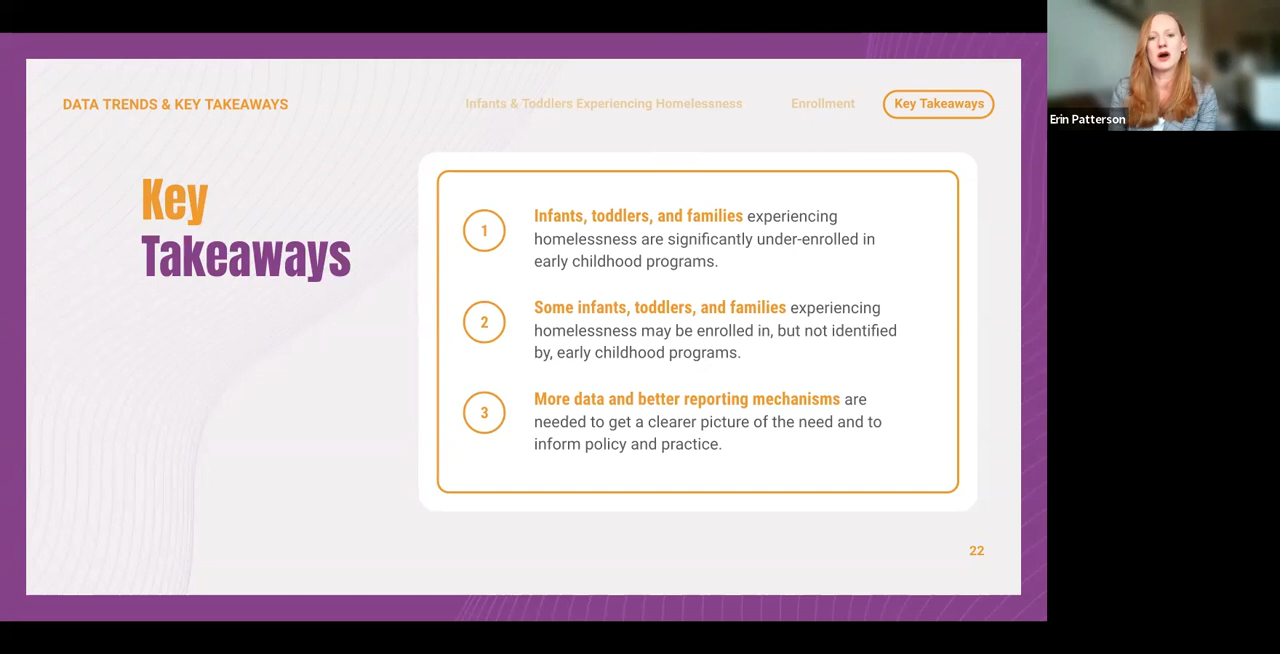 DATA TRENDS & KEY TAKEAWAYS
Infants & Toddlers Experiencing Homelessness
Enrollment
Key Takeaways
Erin Patterson
Key
Takeaways
1
Infants, toddlers, and families experiencing
homelessness are significantly under-enrolled in
early childhood programs.
2
Some infants, toddlers, and families experiencing
homelessness may be enrolled in, but not identified
by, early childhood programs.
3
More data and better reporting mechanisms are
needed to get a clearer picture of the need and to
inform policy and practice.
22